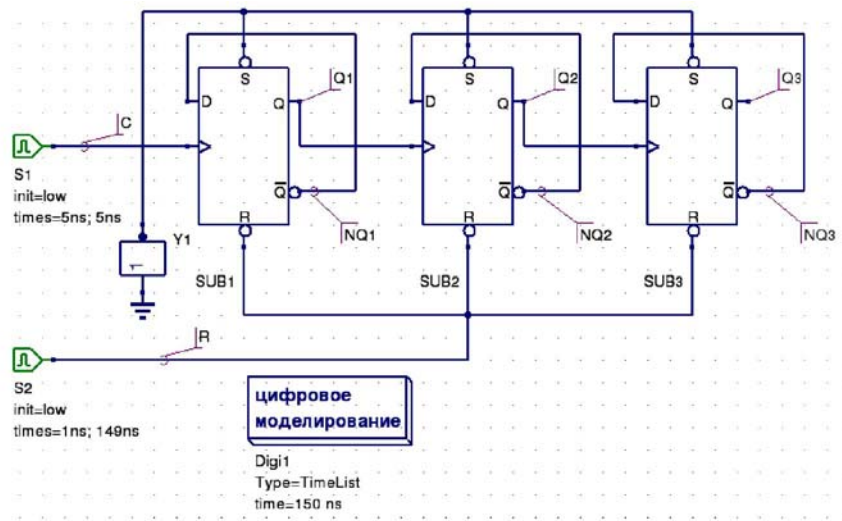 S
S
S
D
Q
Q1
D
Q
Q2
D
Q
Q3
C
S1
init=low
times=5ns; 5ns
Q
Q
Q
R
R
R
NQ1
NQ2
NQ3
Y1
1
SUB1
SUB2
SUB3
R
S2
init=low
times=1ns; 149ns
цифровое
моделирование
Digi1
Type=TimeList
time=150 ns